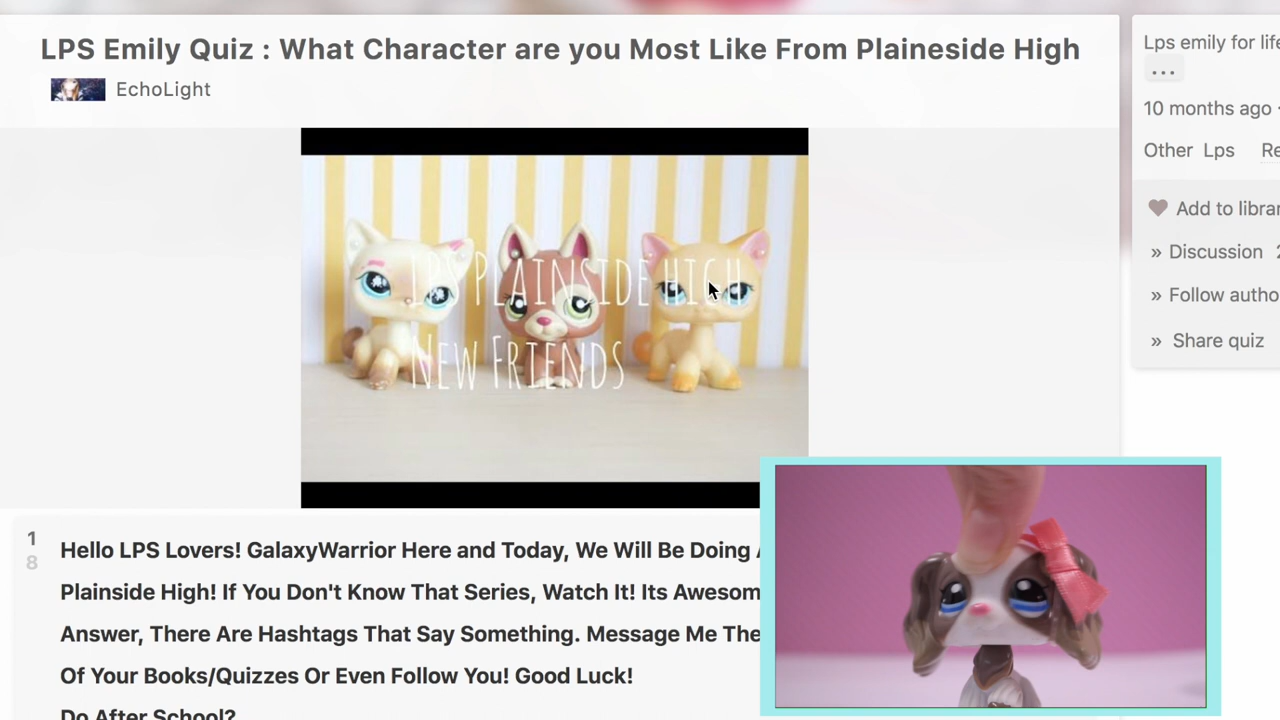 LPS Emily Quiz : What Character are you Most Like From Plaineside High
EchoLight
LPS Plainside high
New Friends
1
8
Hello LPS Lovers! GalaxyWarrior Here and Today, We Will Be Doing
Plainside High! If You Don't Know That Series, Watch It! Its Awesom
Answer, There Are Hashtags That Say Something. Message Me The
Of Your Books/Quizzes Or Even Follow You! Good Luck!
Do After School?
Lps emily for life
...
10 months ago
Other Lps Re
Add to librar
» Discussion 2
» Follow autho
» Share quiz